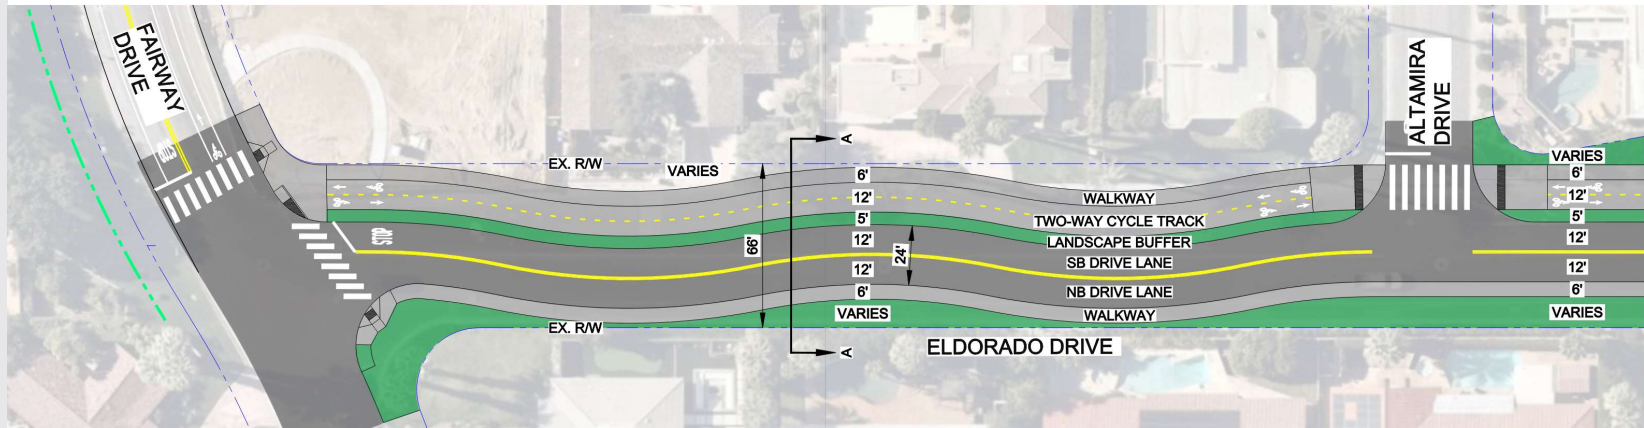 FAIRWAY
DRIVE
STOP
EX. R/W
VARIES
A
6'
12'
5'
12'
12'
6'
VARIES
66'
24'
STOP
WALKWAY
TWO-WAY CYCLE TRACK
LANDSCAPE BUFFER
SB DRIVE LANE
NB DRIVE LANE
WALKWAY
EX. R/W
A
ELDORADO DRIVE
ALTAMIRA
DRIVE
VARIES
6'
12'
5'
12'
12'
6'
VARIES